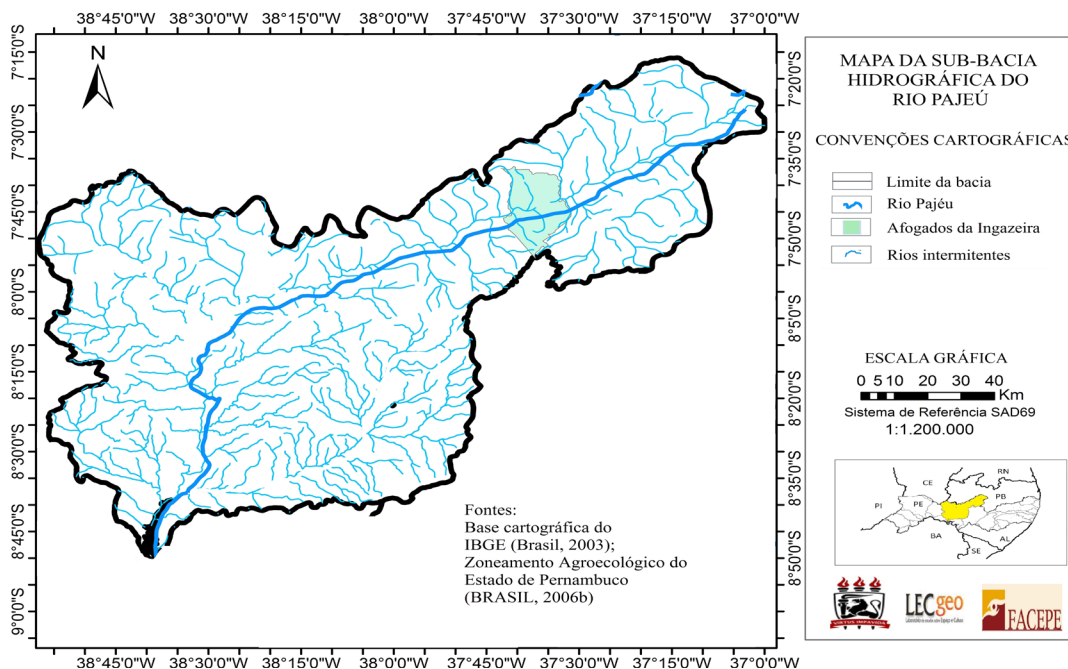 38°45'0"W 38°30'0"W 38°15'0"W 38°0'0"W 37°45'0"W 37°30'0"W 37°15'0"W 37°0'0"W
7°15'0"S
7°30'0"S
7°45'0"S
8°0'0"S
8°15'0"S
8°30'0"S
8°45'0"S
9°0'0"S
N
7°20'0"S
7°35'0"S
7°50'0"S
8°5'0"S
8°20'0"S
8°35'0"S
8°50'0"S
Fontes:
Base cartográfica do
IBGE (Brasil, 2003);
Zoneamento Agroecológico do
Estado de Pernambuco
(BRASIL, 2006b)
38°45'0"W 38°30'0"W 38°15'0"W 38°0'0"W 37°45'0"W 37°30'0"W 37°15'0"W 37°0'0"W
MAPA DA SUB-BACIA
HIDROGRÁFICA DO
RIO PAJEÚ
CONVENÇÕES CARTOGRÁFICAS
Limite da bacia
Rio Pajéu
Afogados da Ingazeira
Rios intermitentes
ESCALA GRÁFICA
0 5 10 20 30 40
Km
Sistema de Referência SAD69
1:1.200.000
RN
CE
PB
PI
PE
BA
AL
SE
VIRTUS IMPAVIDA
LECgeo
FACEPE